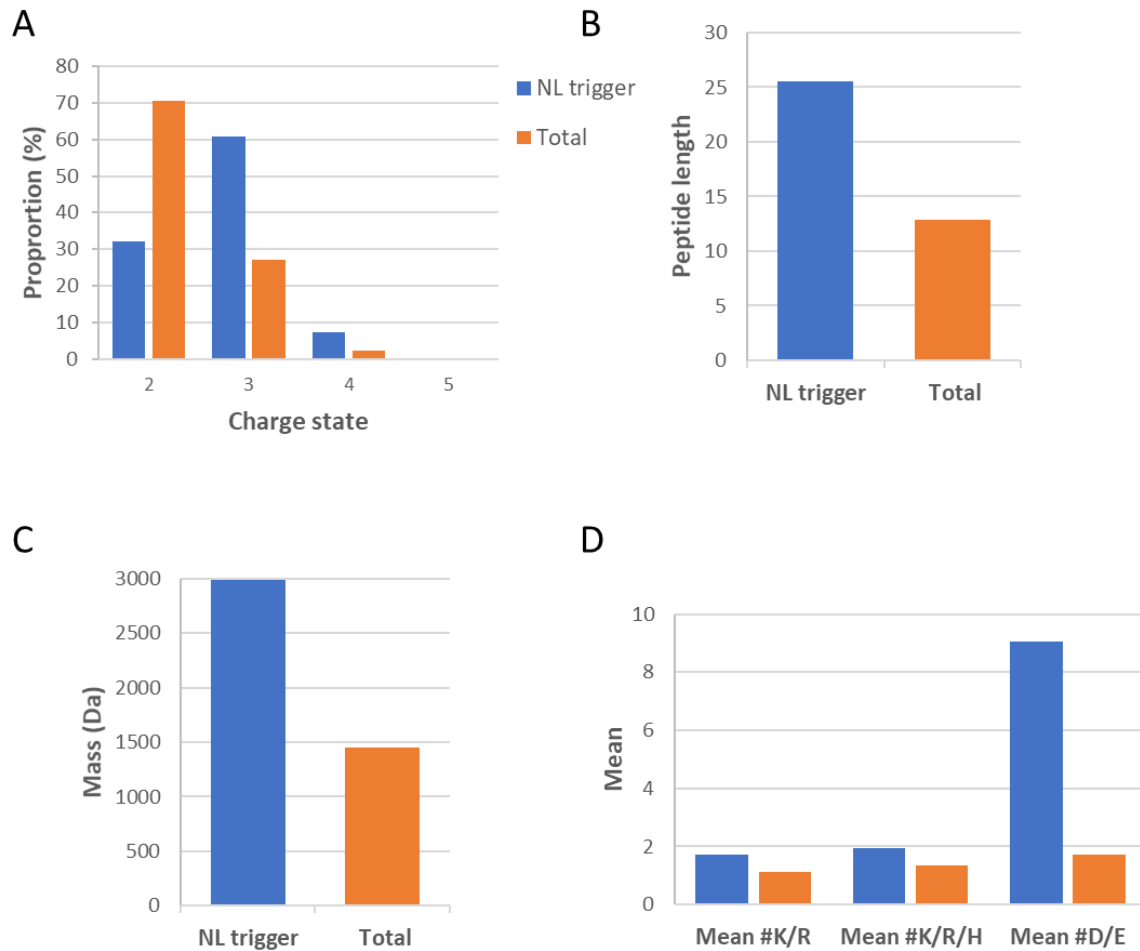 A
80
70
60
50
40
30
20
10
0
Proprortion (%)
2 3 4 5
Charge state
NL trigger
Total
B
30
25
20
15
10
5
0
Peptide length
NL trigger Total
C
3000
2500
2000
1500
1000
500
0
Mass (Da)
NL trigger Total
D
10
8
6
4
2
0
Mean
Mean #K/R Mean #K/R/H Mean #D/E